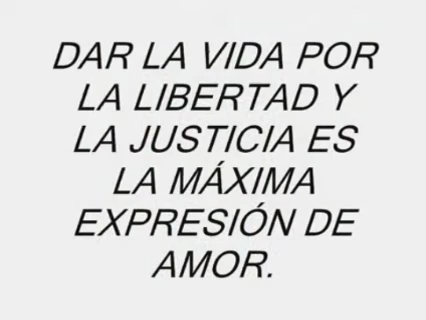 DAR LA VIDA POR
LA LIBERTAD Y
LA JUSTICIA ES
LA MÁXIMA
EXPRESIÓN DE
AMOR.